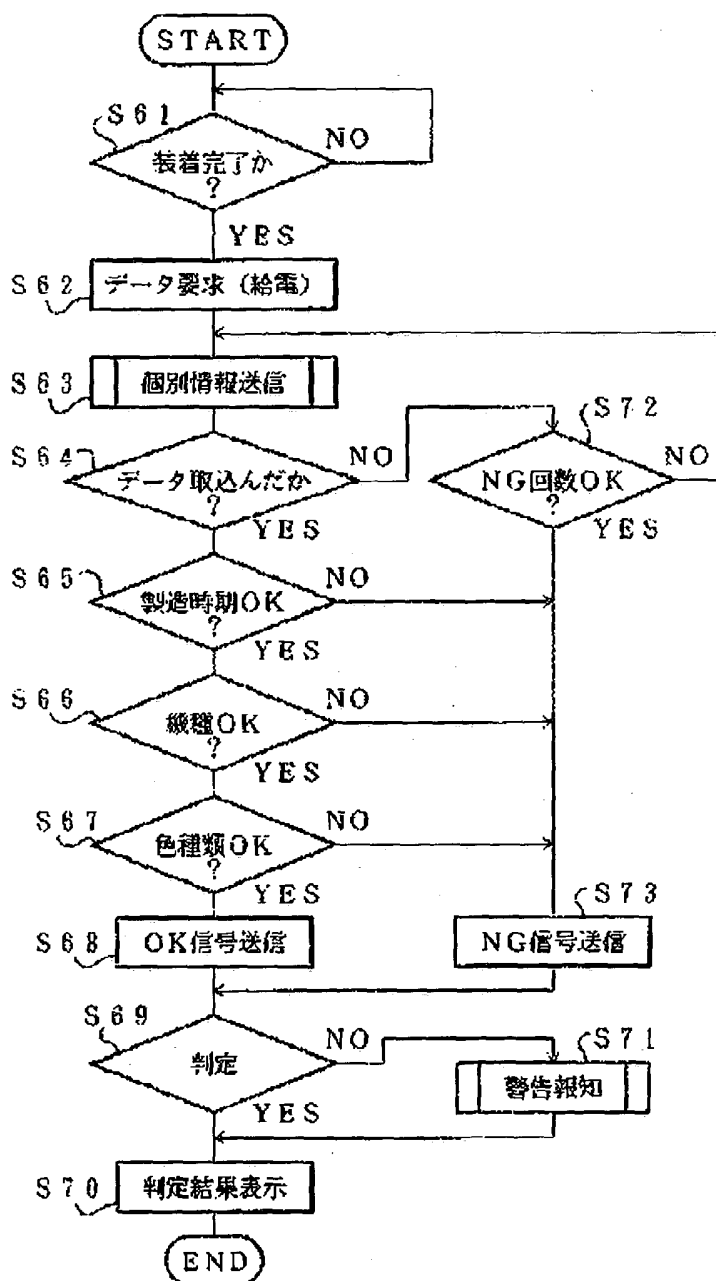 START
S61
装着完了か
?
NO
YES
S62
データ要求(給電)
S63
個別情報送信
S64
データ取込んだか
?
NO
YES
S72
NG回数OK
?
NO
YES
S65
製造時期OK
?
NO
YES
S66
機種OK
?
NO
YES
S67
色種類OK
?
NO
YES
S68
OK信号送信
S73
NG信号送信
S69
判定
NO
YES
S71
警告報知
S70
判定結果表示
END